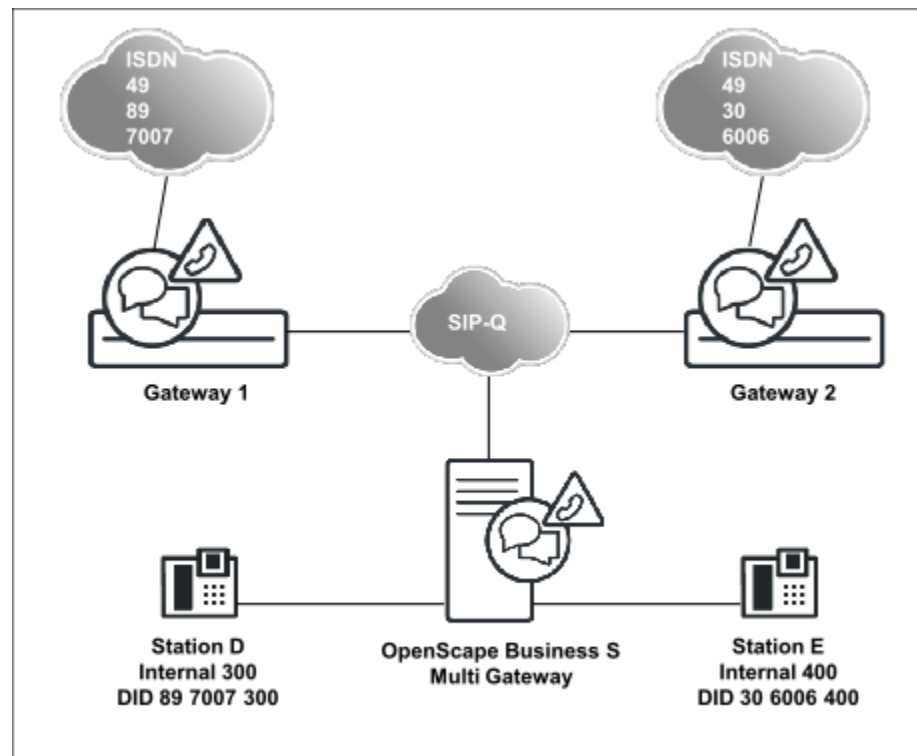 ISDN
49
89
7007
ISDN
49
30
6006
SIP-Q
Gateway 1
Gateway 2
Station D
Internal 300
DID 89 7007 300
OpenScape Business S
Multi Gateway
Station E
Internal 400
DID 30 6006 400